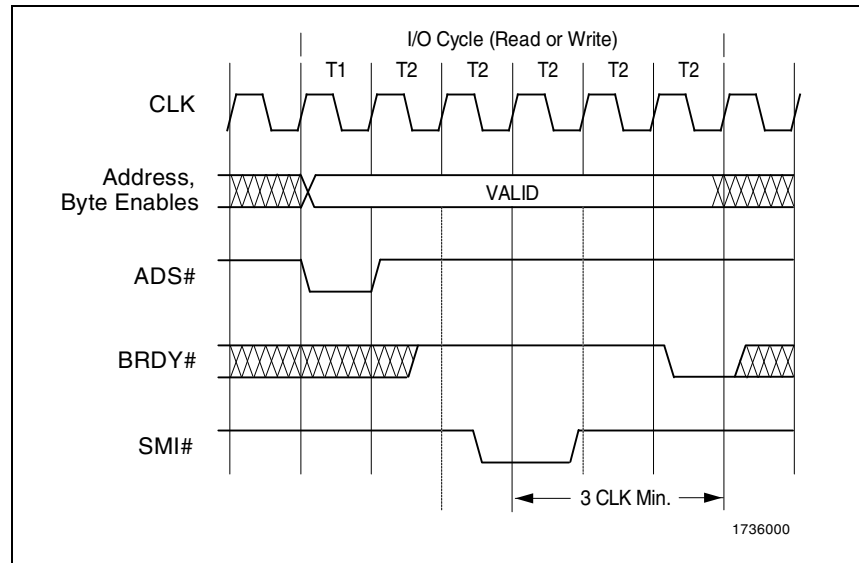 I/O Cycle (Read or Write)
T1 T2 T2 T2 T2 T2
CLK
Address,
Byte Enables
VALID
ADS#
BRDY#
SMI#
3 CLK Min.
1736000